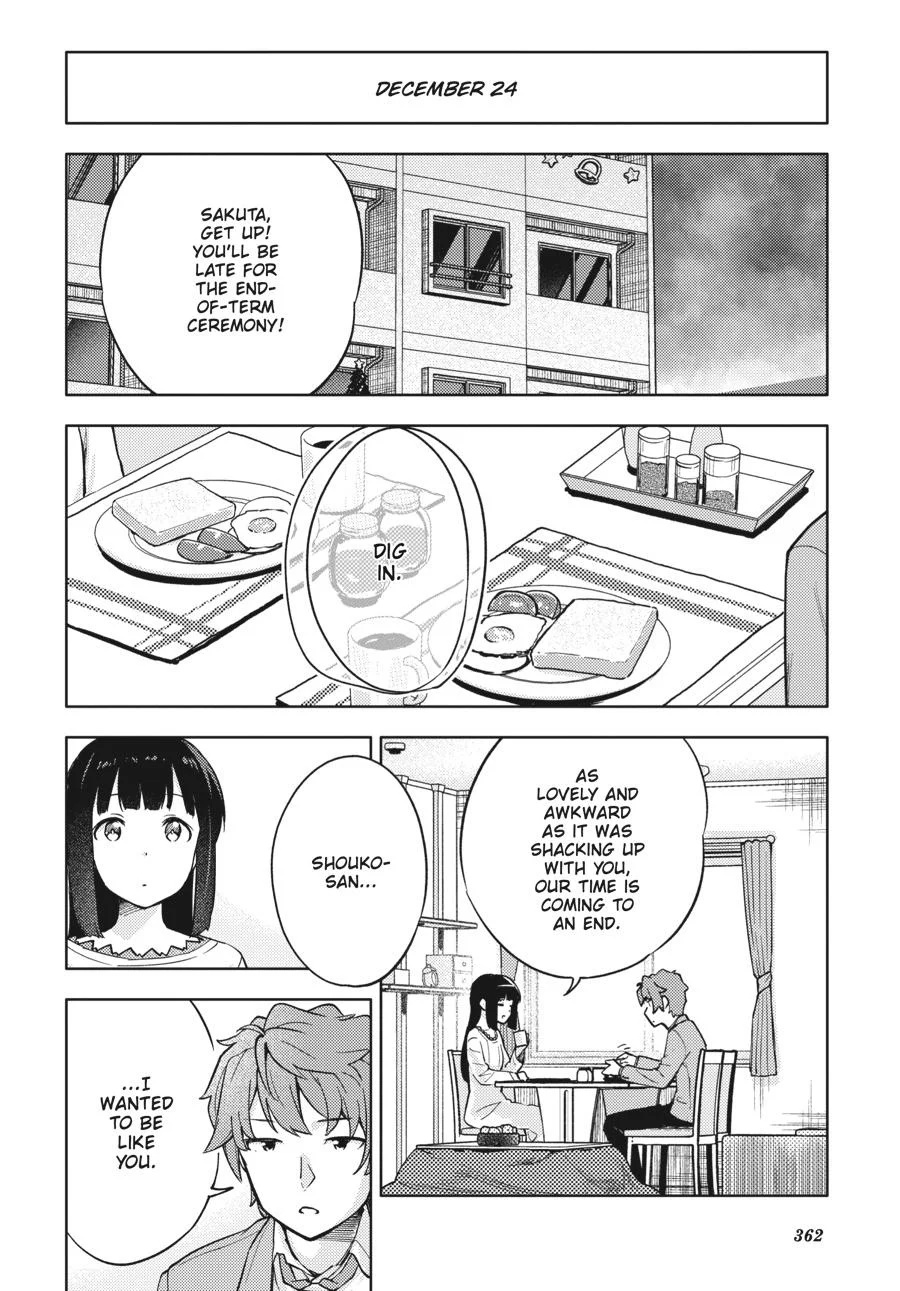 DECEMBER 24
SAKUTA,
GET UP!
YOU'LL BE
LATE FOR
THE END-
OF-TERM
CEREMONY!
DIG
IN.
AS
LOVELY AND
AWKWARD
AS IT WAS
SHACKING UP
WITH YOU,
OUR TIME IS
COMING TO
AN END.
SHOUKO-
SAN...
...I
WANTED
TO BE
LIKE
YOU.
362